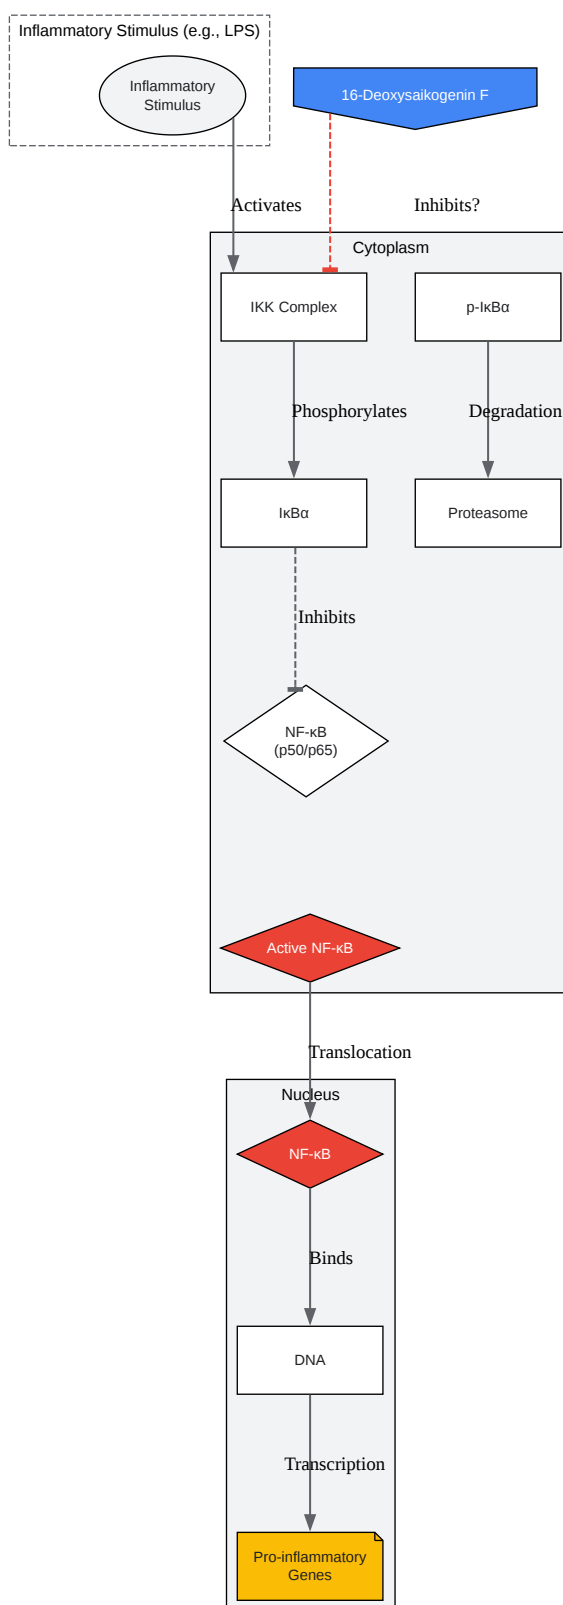 Inflammatory Stimulus (e.g., LPS)
Inflammatory
Stimulus
16-Deoxysaikogenin F
Activates
Inhibits?
Cytoplasm
IKK Complex
p-IκBα
Phosphorylates
Degradation
IκBα
Proteasome
Inhibits
NF-κB
(p50/p65)
Active NF-κB
Translocation
Nucleus
NF-κB
Binds
DNA
Transcription
Pro-inflammatory
Genes